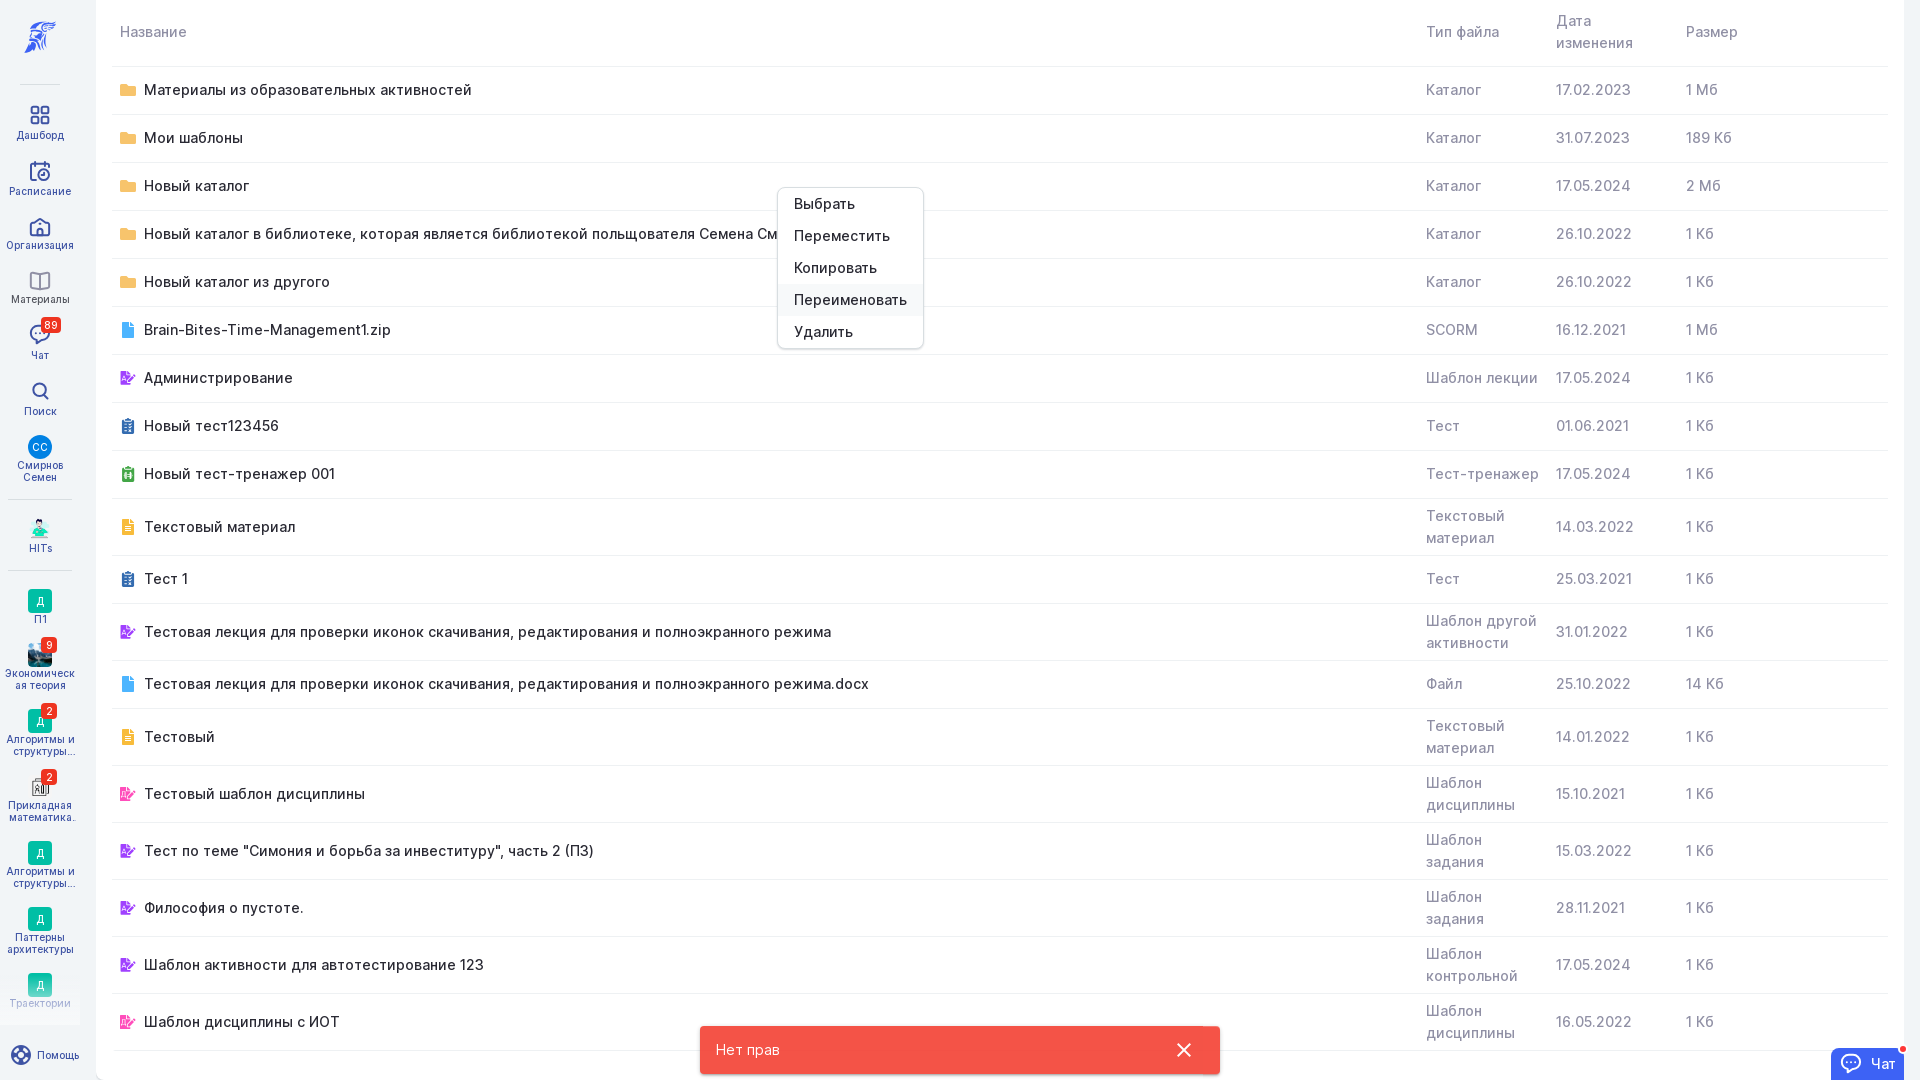 Название
Тип файла
Дата
изменения
Размер
Материалы из образовательных активностей
Каталог
17.02.2023
1 Мб
Мои шаблоны
Каталог
31.07.2023
189 Кб
Новый каталог
Каталог
17.05.2024
2 Мб
Новый каталог в библиотеке, которая является библиотекой польщователя Семена См
Каталог
26.10.2022
1 Кб
Новый каталог из другого
Каталог
26.10.2022
1 Кб
Brain-Bites-Time-Management1.zip
SCORM
16.12.2021
1 Мб
Администрирование
Шаблон лекции
17.05.2024
1 Кб
Новый тест123456
Тест
01.06.2021
1 Кб
Новый тест-тренажер 001
Тест-тренажер
17.05.2024
1 Кб
Текстовый материал
Текстовый
материал
14.03.2022
1 Кб
Тест 1
Тест
25.03.2021
1 Кб
Тестовая лекция для проверки иконок скачивания, редактирования и полноэкранного режима
Шаблон другой
активности
31.01.2022
1 Кб
Тестовая лекция для проверки иконок скачивания, редактирования и полноэкранного режима.docx
Файл
25.10.2022
14 Кб
Тестовый
Текстовый
материал
14.01.2022
1 Кб
Тестовый шаблон дисциплины
Шаблон
дисциплины
15.10.2021
1 Кб
Тест по теме "Симония и борьба за инвеституру", часть 2 (ПЗ)
Шаблон
задания
15.03.2022
1 Кб
Философия о пустоте.
Шаблон
задания
28.11.2021
1 Кб
Шаблон активности для автотестирование 123
Шаблон
контрольной
17.05.2024
1 Кб
Шаблон дисциплины с ИОТ
Шаблон
дисциплины
16.05.2022
1 Кб
Выбрать
Переместить
Копировать
Переименовать
Удалить
Дашборд
Расписание
Организация
Материалы
89
Чат
Поиск
СС
Смирнов
Семен
HITs
Д
П1
9
Экономическ
ая теория
Д
2
Алгоритмы и
структуры...
2
Прикладная
математика.
Д
Алгоритмы и
структуры...
Д
Паттерны
архитектуры
Д
Траектории
Помощь
Нет прав
Чат